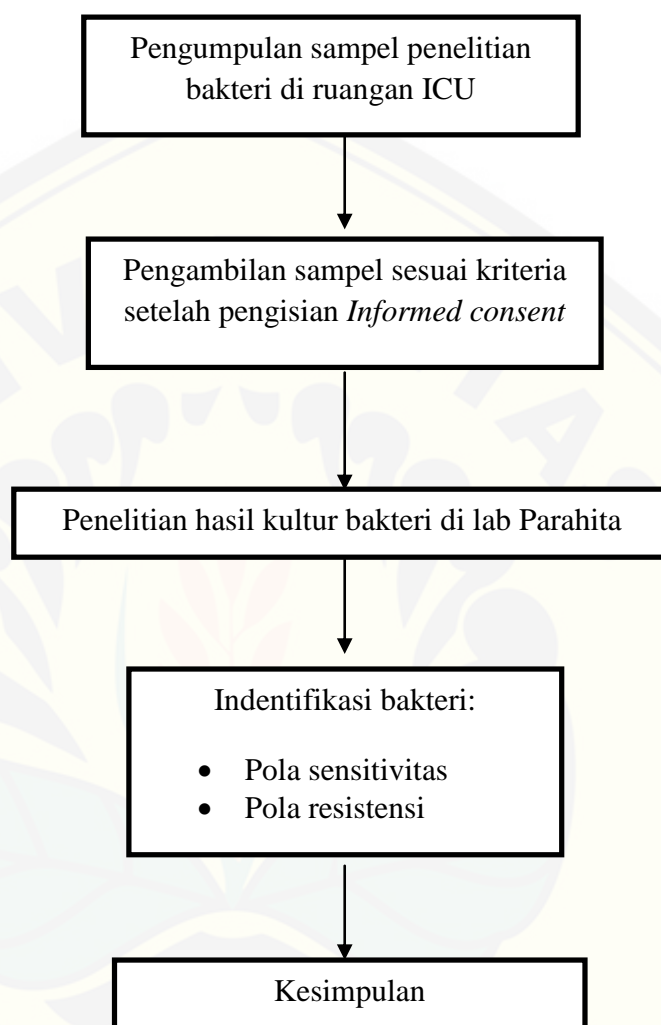 Pengumpulan sampel penelitian
bakteri di ruangan ICU
Pengambilan sampel sesuai kriteria
setelah pengisian Informed consent
Penelitian hasil kultur bakteri di lab Parahita
Indentifikasi bakteri:
• Pola sensitivitas
• Pola resistensi
Kesimpulan